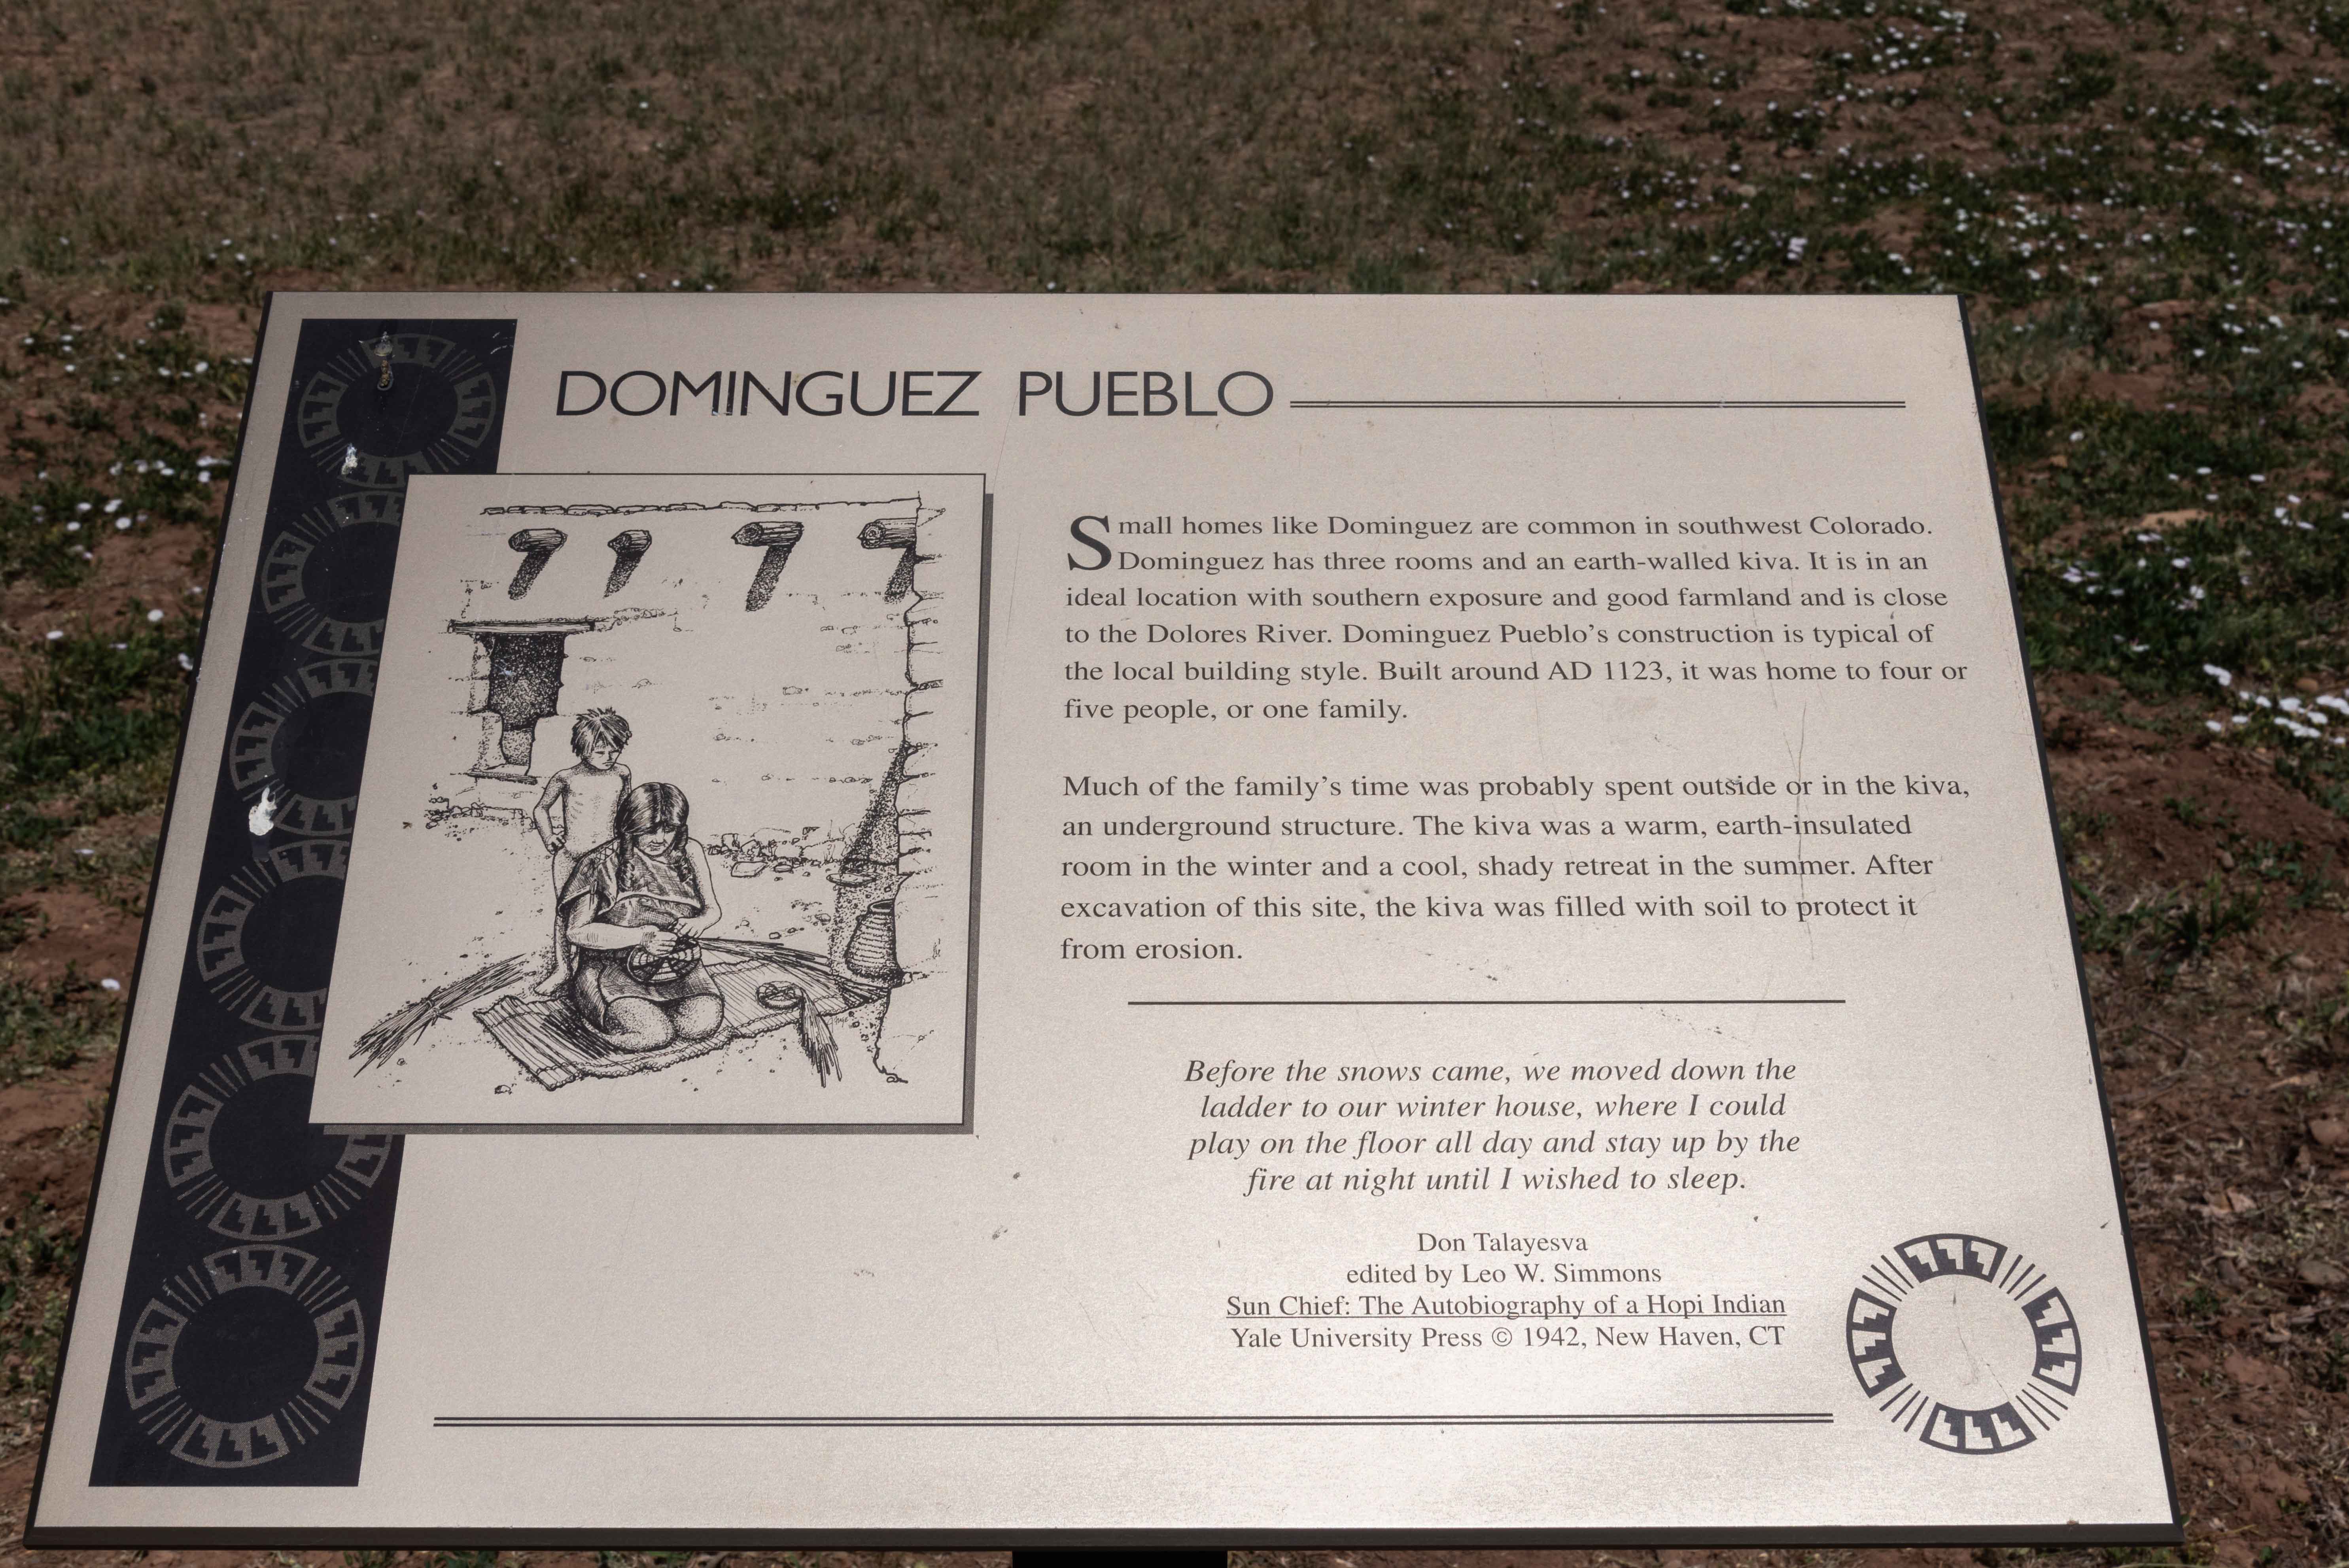 DOMINGUEZ PUEBLO
Small homes like Dominguez are common in southwest Colorado.
Dominguez has three rooms and an earth-walled kiva. It is in an
ideal location with southern exposure and good farmland and is close
to the Dolores River. Dominguez Pueblo’s construction is typical of
the local building style. Built around AD 1123, it was home to four or
five people, or one family.
Much of the family’s time was probably spent outside or in the kiva,
an underground structure. The kiva was a warm, earth-insulated
room in the winter and a cool, shady retreat in the summer. After
excavation of this site, the kiva was filled with soil to protect it
from erosion.
Before the snows came, we moved down the
ladder to our winter house, where I could
play on the floor all day and stay up by the
fire at night until I wished to sleep.
Don Talayesva
edited by Leo W. Simmons
Sun Chief: The Autobiography of a Hopi Indian
Yale University Press © 1942, New Haven, CT